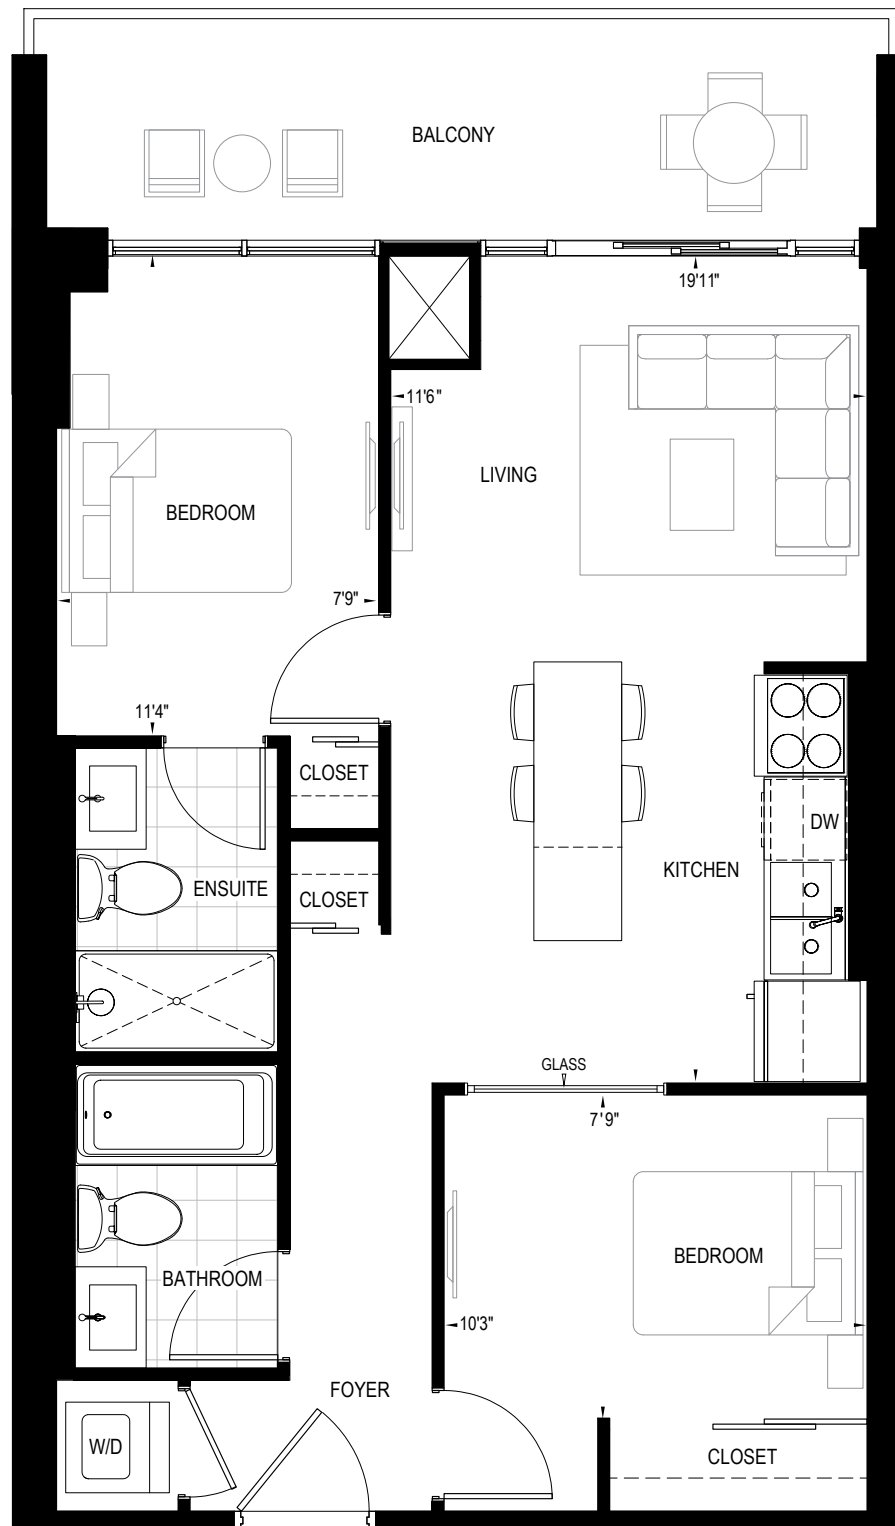 BALCONY
19'11"
11'6"
LIVING
BEDROOM
7'9"
11'4"
CLOSET
DW
KITCHEN
ENSUITE
CLOSET
GLASS
7'9"
BEDROOM
BATHROOM
10'3"
FOYER
W/D
CLOSET